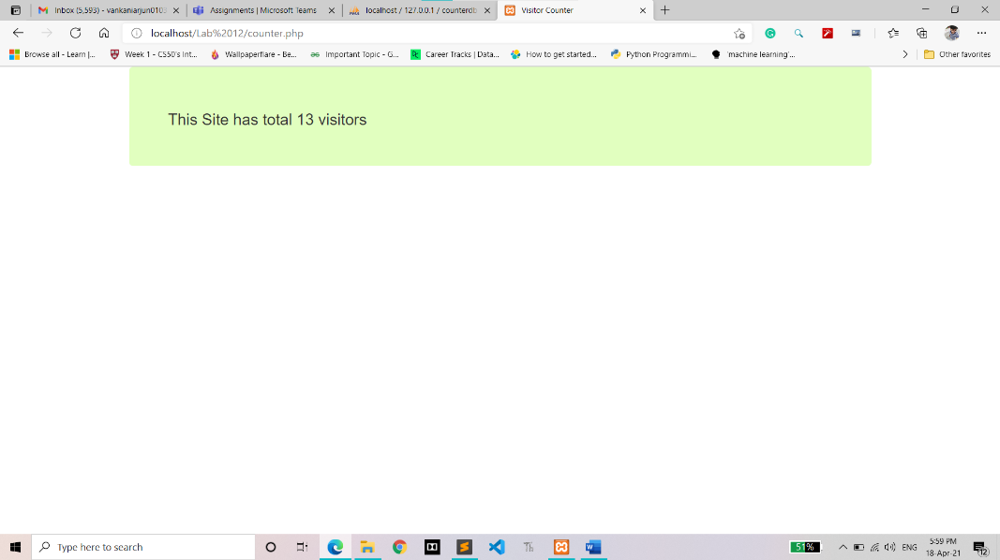 Inbox (5,593) - vankaniarjun0103
Assignments | Microsoft Teams
localhost / 127.0.0.1 / counterdb
Visitor Counter
localhost/Lab%2012/counter.php
Browse all - Learn |...
Week 1 - CS50's Int...
Wallpaperflare - Be...
Important Topic - G...
Career Tracks | Data...
How to get started...
Python Programmi...
'machine learning'...
Other favorites
This Site has total 13 visitors
Type here to search
51%
ENG
5:59 PM
18-Apr-21
12